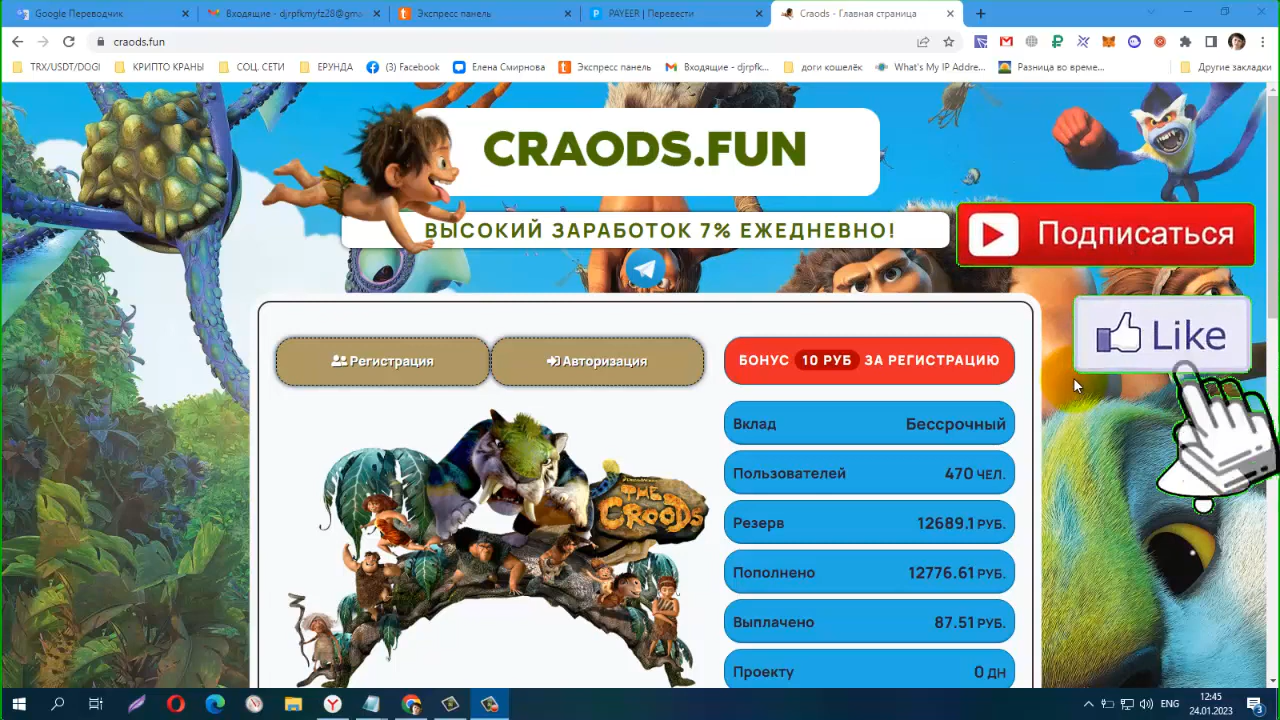 Google Переводчик
Входящие - djrpfkmyfz28@gma
Экспресс панель
PAYEER | Перевести
Craods - Главная страница
craods.fun
TRX/USDT/DOGI
КРИПТО КРАНЫ
СОЦ. СЕТИ
ЕРУНДА
(3) Facebook
Елена Смирнова
Экспресс панель
Входящие - djrpfk...
доги кошелёк
What's My IP Addre...
Разница во време...
Другие закладки
CRAODS.FUN
ВЫСОКИЙ ЗАРАБОТОК 7% ЕЖЕДНЕВНО!
Подписаться
Like
Регистрация
Авторизация
БОНУС 10 РУБ ЗА РЕГИСТРАЦИЮ
Вклад Бессрочный
Пользователей 470 ЧЕЛ.
Резерв 12689.1 РУБ.
Пополнено 12776.61 РУБ.
Выплачено 87.51 РУБ.
Проекту 0 ДН
THE
CROODS
ENG
12:45
24.01.2023
3